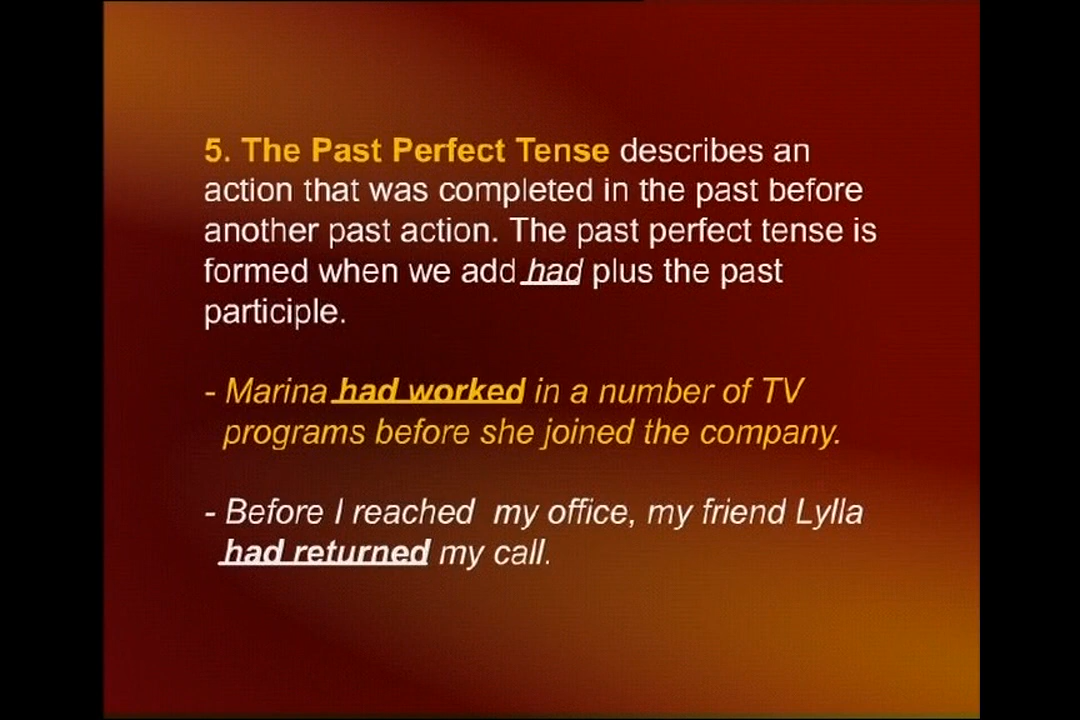 5. The Past Perfect Tense describes an
action that was completed in the past before
another past action. The past perfect tense is
formed when we add had plus the past
participle.
- Marina had worked in a number of TV
programs before she joined the company.
- Before I reached my office, my friend Lylla
had returned my call.